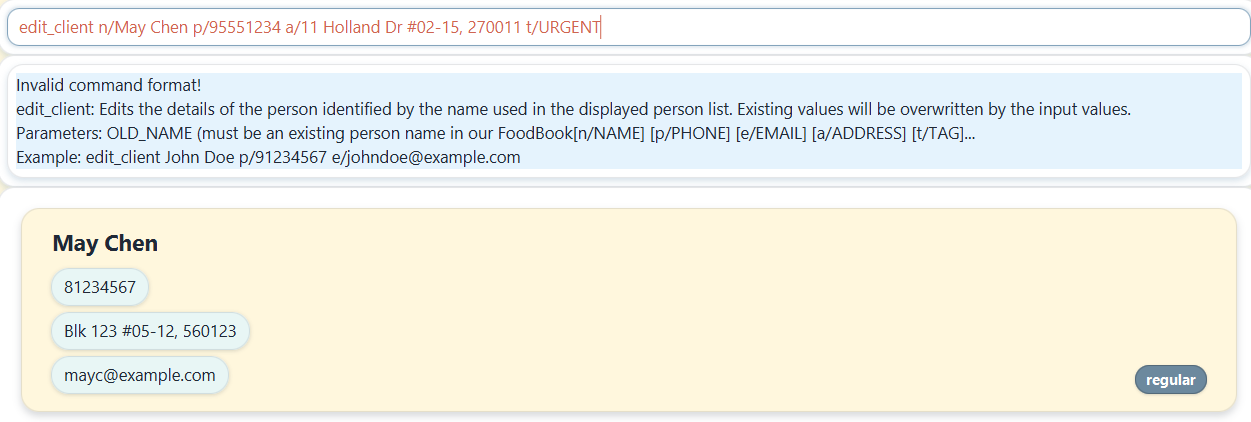 edit_client n/May Chen p/95551234 a/11 Holland Dr #02-15, 270011 t/URGENT
Invalid command format!
edit_client: Edits the details of the person identified by the name used in the displayed person list. Existing values will be overwritten by the input values.
Parameters: OLD_NAME (must be an existing person name in our FoodBook[n/NAME] [p/PHONE] [e/EMAIL] [a/ADDRESS] [t/TAG]...
Example: edit_client John Doe p/91234567 e/johndoe@example.com
May Chen
81234567
Blk 123 #05-12, 560123
mayc@example.com
regular